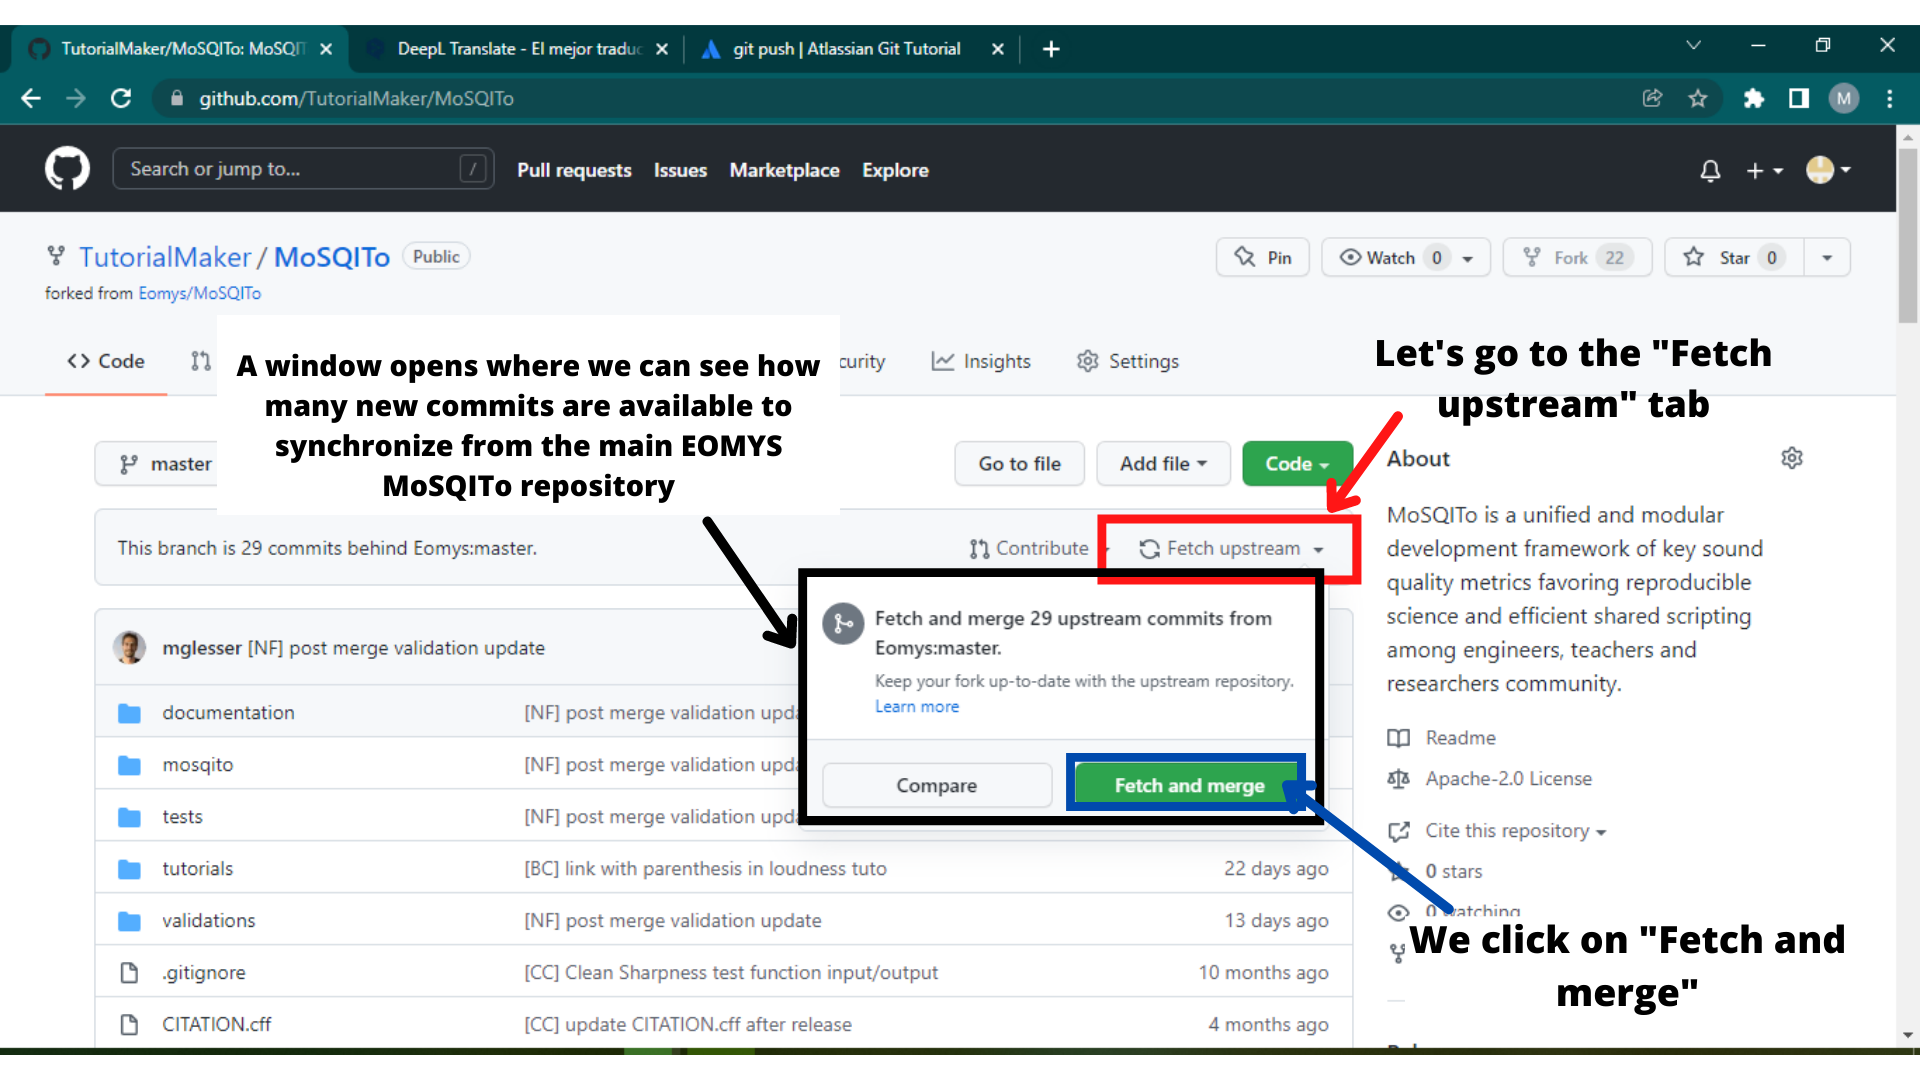 TutorialMaker/MoSQITo: MoSQIT
DeepL Translate - El mejor traduc
git push | Atlassian Git Tutorial
github.com/TutorialMaker/MoSQITo
M
Search or jump to...
/
Pull requests
Issues
Marketplace
Explore
TutorialMaker / MoSQITo
Public
Pin
Watch 0
Fork 22
Star 0
forked from Eomys/MoSQITo
Code
curity
Insights
Settings
A window opens where we can see how
many new commits are available to
synchronize from the main EOMYS
MoSQITo repository
Let's go to the "Fetch
upstream" tab
master
Go to file
Add file
Code
About
This branch is 29 commits behind Eomys:master.
Contribute
Fetch upstream
MoSQITo is a unified and modular
development framework of key sound
quality metrics favoring reproducible
science and efficient shared scripting
among engineers, teachers and
researchers community.
Fetch and merge 29 upstream commits from
Eomys:master.
Keep your fork up-to-date with the upstream repository.
Learn more
Compare
Fetch and merge
mglesser [NF] post merge validation update
documentation
[NF] post merge validation upda
mosqito
[NF] post merge validation upda
tests
[NF] post merge validation upda
tutorials
[BC] link with parenthesis in loudness tuto
22 days ago
validations
[NF] post merge validation update
13 days ago
.gitignore
[CC] Clean Sharpness test function input/output
10 months ago
CITATION.cff
[CC] update CITATION.cff after release
4 months ago
Readme
Apache-2.0 License
Cite this repository
0 stars
0 watching
We click on "Fetch and
merge"